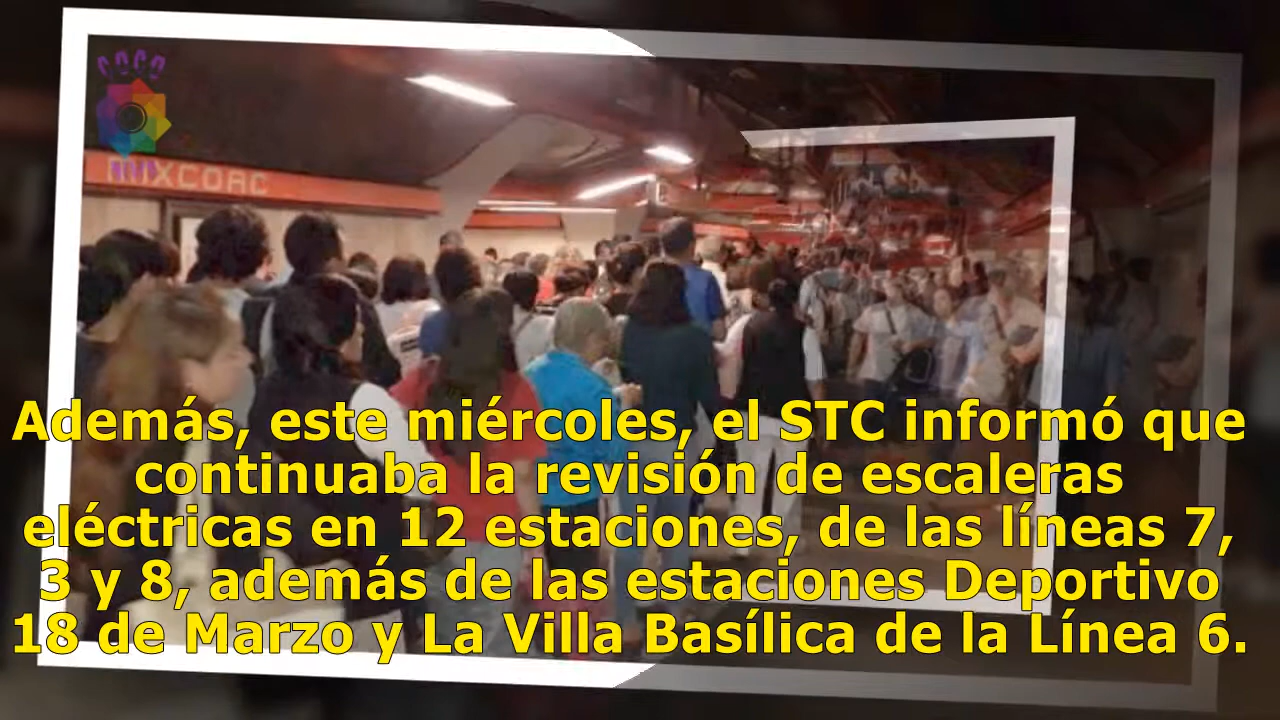 COCO
MIXCOAC
Además, este miércoles, el STC informó que
continuaba la revisión de escaleras
eléctricas en 12 estaciones, de las líneas 7,
3 y 8, además de las estaciones Deportivo
18 de Marzo y La Villa Basílica de la Línea 6.